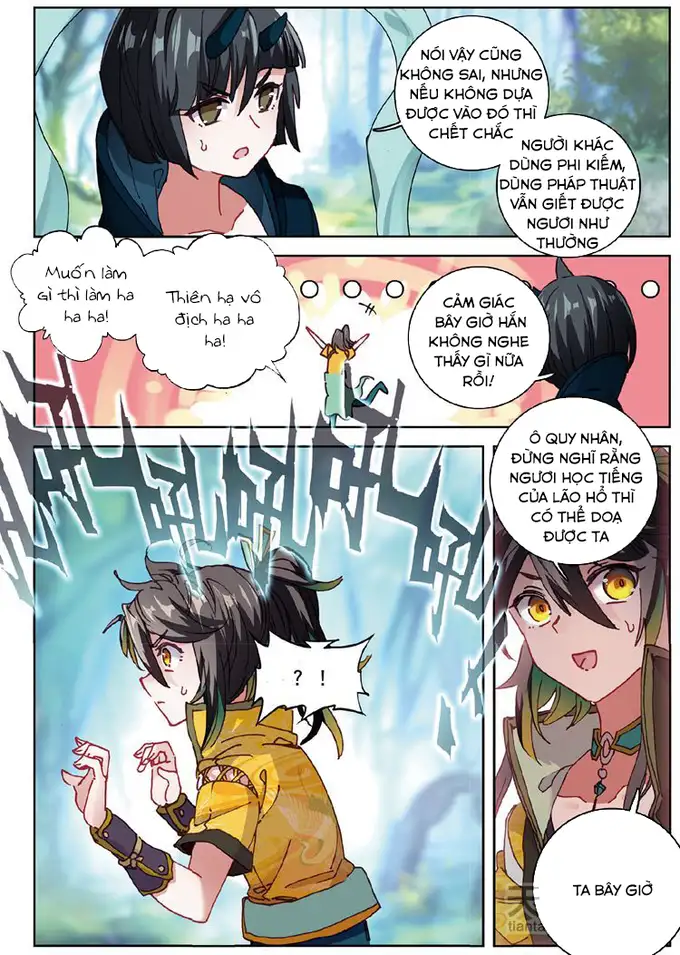 NÓI VẬY CŨNG
KHÔNG SAI, NHƯNG
NẾU KHÔNG DỰA
ĐƯỢC VÀO ĐÓ THÌ
CHẾT CHẮC
NGƯỜI KHÁC
DÙNG PHI KIẾM,
DÙNG PHÁP THUẬT
VẪN GIẾT ĐƯỢC
NGƯƠI NHƯ
THƯỜNG
Muốn làm
gì thì làm ha
ha ha!
Thiên hạ vô
địch ha ha
ha!
CẢM GIÁC
BÂY GIỜ HẮN
KHÔNG NGHE
THẤY GÌ NỮA
RỒI!
Ô QUY NHÂN,
ĐỪNG NGHĨ RẰNG
NGƯƠI HỌC TIẾNG
CỦA LÃO HỔ THÌ
CÓ THỂ DOẠ
ĐƯỢC TA
? !
TA BÂY GIỜ
天
tianta